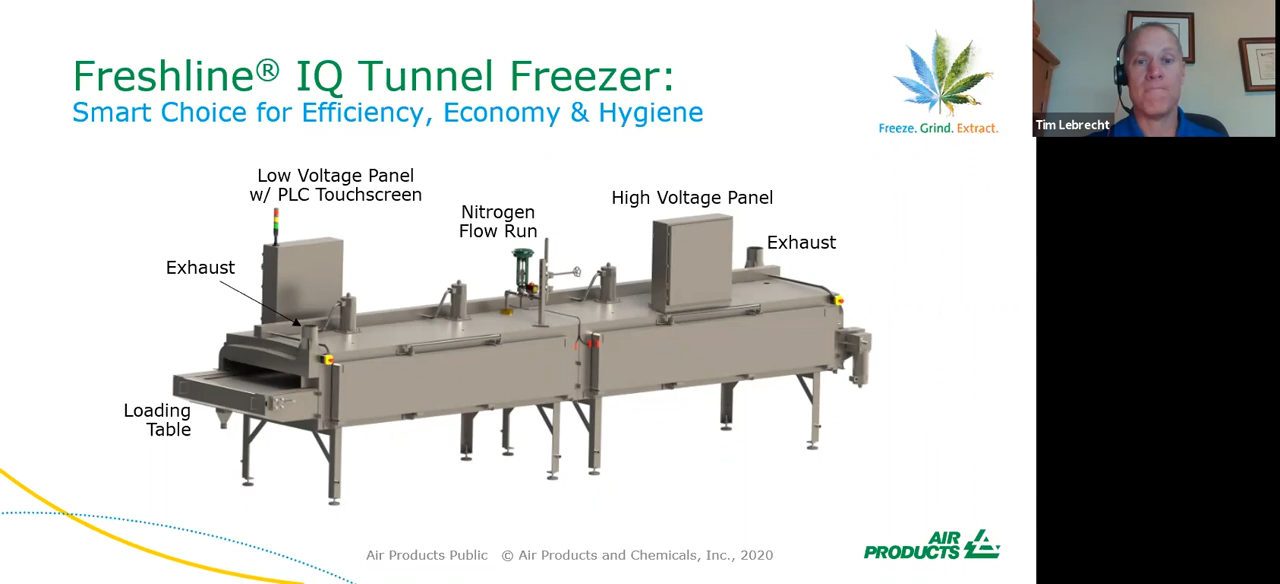 Freshline® IQ Tunnel Freezer:
Smart Choice for Efficiency, Economy & Hygiene
Freeze. Grind. Extract.
Tim Lebrecht
Low Voltage Panel
w/ PLC Touchscreen
Nitrogen
Flow Run
High Voltage Panel
Exhaust
Exhaust
Loading
Table
Air Products Public © Air Products and Chemicals, Inc., 2020
AIR
PRODUCTS